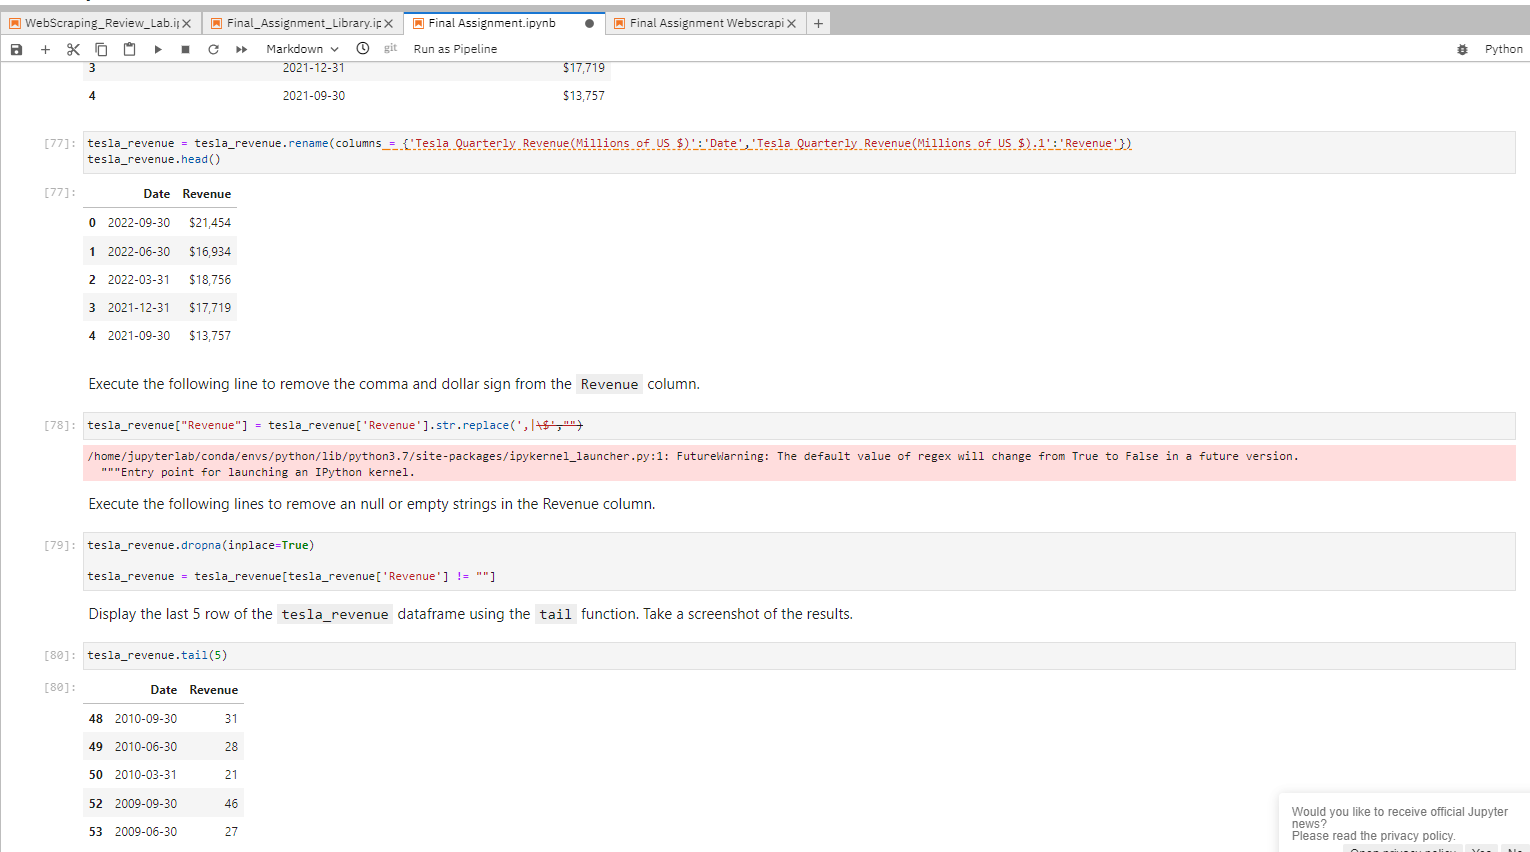 WebScraping_Review_Lab.i
Final_Assignment_Library.ipc
Final Assignment.ipynb
Final Assignment Webscrapi
Markdown
git
Run as Pipeline
Python
3 2021-12-31 $17,719
4 2021-09-30 $13,757
[77]: tesla_revenue = tesla_revenue.rename(columns = {'Tesla Quarterly Revenue(Millions of US $)':'Date','Tesla Quarterly Revenue(Millions of US $).1':'Revenue'})
tesla_revenue.head()
[77]: Date Revenue
0 2022-09-30 $21,454
1 2022-06-30 $16,934
2 2022-03-31 $18,756
3 2021-12-31 $17,719
4 2021-09-30 $13,757
Execute the following line to remove the comma and dollar sign from the Revenue column.
[78]: tesla_revenue["Revenue"] = tesla_revenue['Revenue'].str.replace(',|\$',"")
/home/jupyterlab/conda/envs/python/lib/python3.7/site-packages/ipykernel_launcher.py:1: FutureWarning: The default value of regex will change from True to False in a future version.
"""Entry point for launching an IPython kernel.
Execute the following lines to remove an null or empty strings in the Revenue column.
[79]: tesla_revenue.dropna(inplace=True)
tesla_revenue = tesla_revenue[tesla_revenue['Revenue'] != ""]
Display the last 5 row of the tesla_revenue dataframe using the tail function. Take a screenshot of the results.
[80]: tesla_revenue.tail(5)
[80]: Date Revenue
48 2010-09-30 31
49 2010-06-30 28
50 2010-03-31 21
52 2009-09-30 46
53 2009-06-30 27
Would you like to receive official Jupyter
news?
Please read the privacy policy.
Open privacy policy Yes No